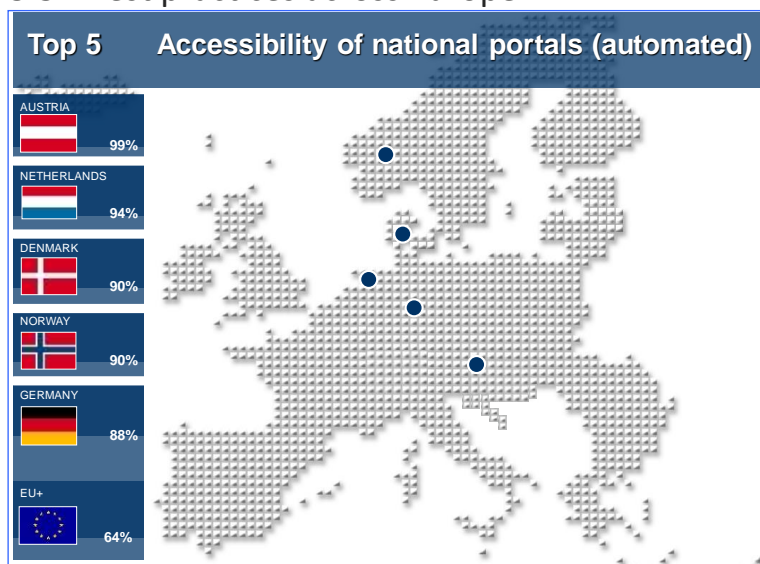 Top 5 Accessibility of national portals (automated)
AUSTRIA
99%
NETHERLANDS
94%
DENMARK
90%
NORWAY
90%
GERMANY
88%
EU+
64%